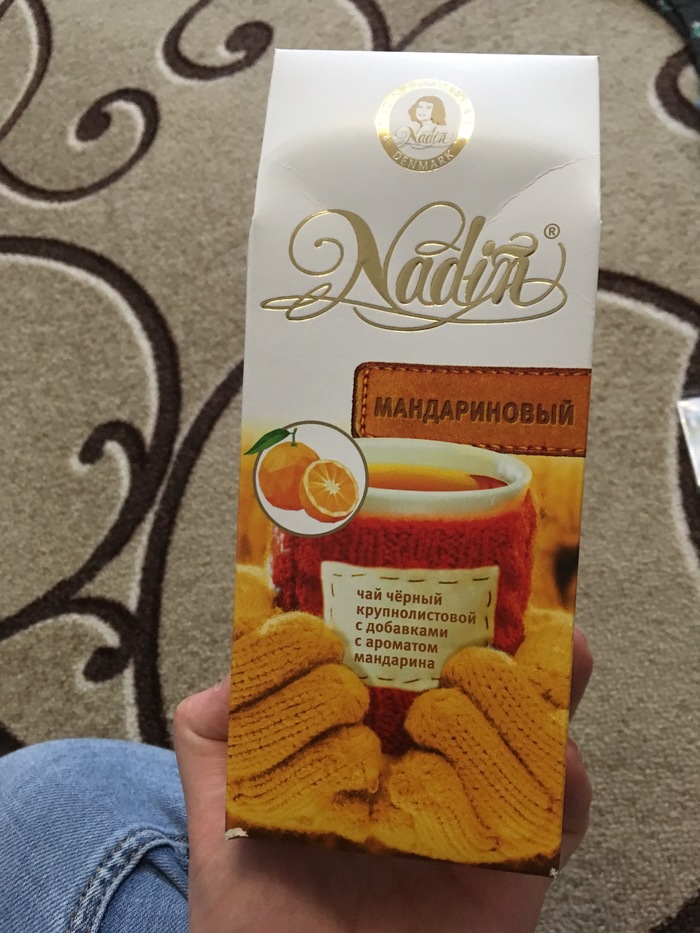 Nadin
DENMARK
Nadin®
МАНДАРИНОВЫЙ
чай чёрный
крупнолистовой
с добавками
с ароматом
мандарина